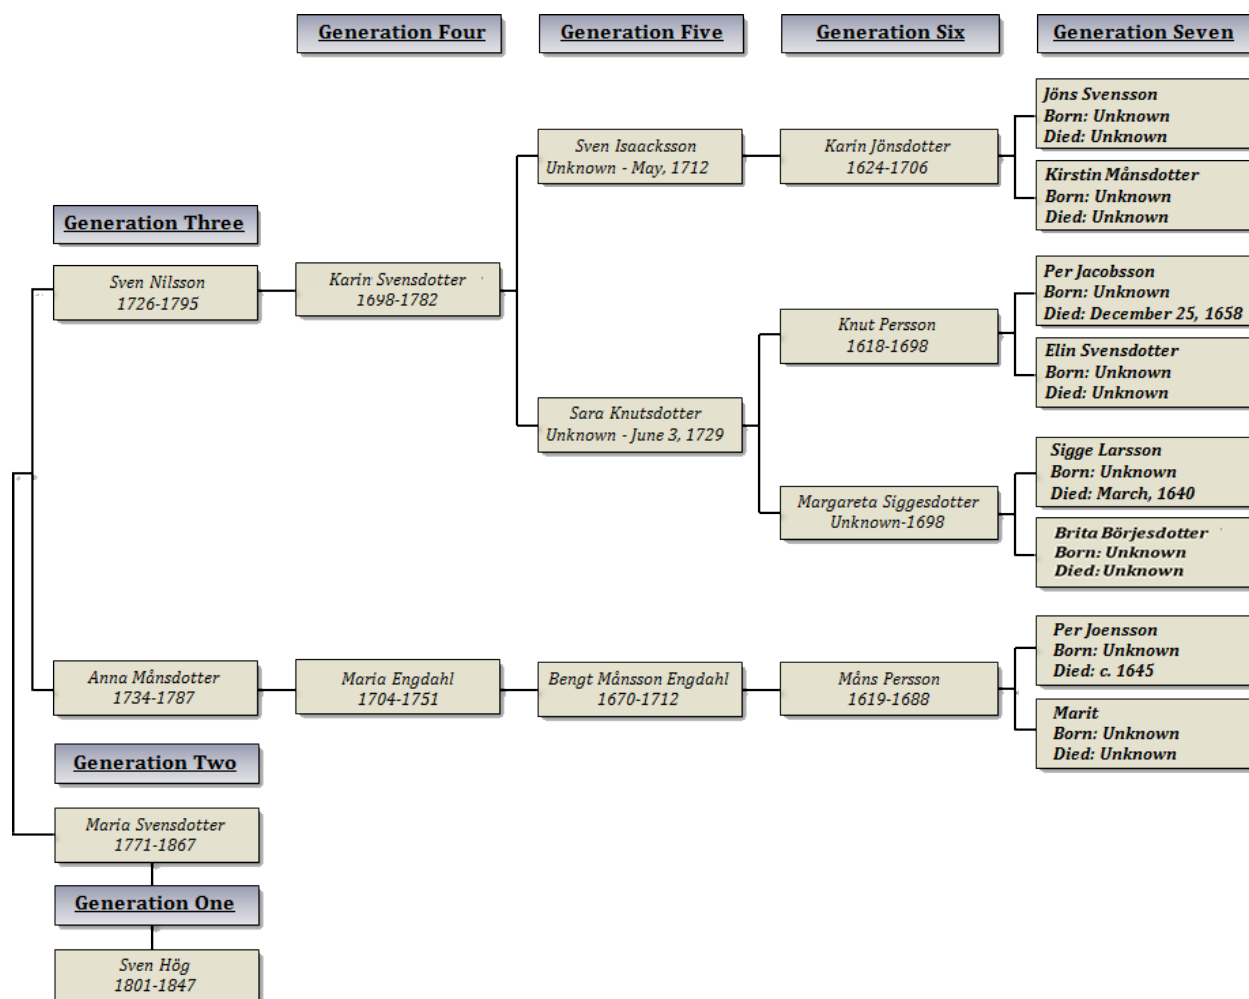 Generation Four
Generation Five
Generation Six
Generation Seven
Jöns Svensson
Born: Unknown
Died: Unknown
Sven Isaacksson
Unknown - May, 1712
Karin Jönsdotter
1624-1706
Kirstin Månsdotter
Born: Unknown
Died: Unknown
Generation Three
Sven Nilsson
1726-1795
Karin Svensdotter
1698-1782
Per Jacobsson
Born: Unknown
Died: December 25, 1658
Knut Persson
1618-1698
Elin Svensdotter
Born: Unknown
Died: Unknown
Sara Knutsdotter
Unknown - June 3, 1729
Sigge Larsson
Born: Unknown
Died: March, 1640
Margareta Siggesdotter
Unknown-1698
Brita Börjesdotter
Born: Unknown
Died: Unknown
Per Joensson
Born: Unknown
Died: c. 1645
Anna Månsdotter
1734-1787
Maria Engdahl
1704-1751
Bengt Månsson Engdahl
1670-1712
Måns Persson
1619-1688
Marit
Born: Unknown
Died: Unknown
Generation Two
Maria Svensdotter
1771-1867
Generation One
Sven Hög
1801-1847